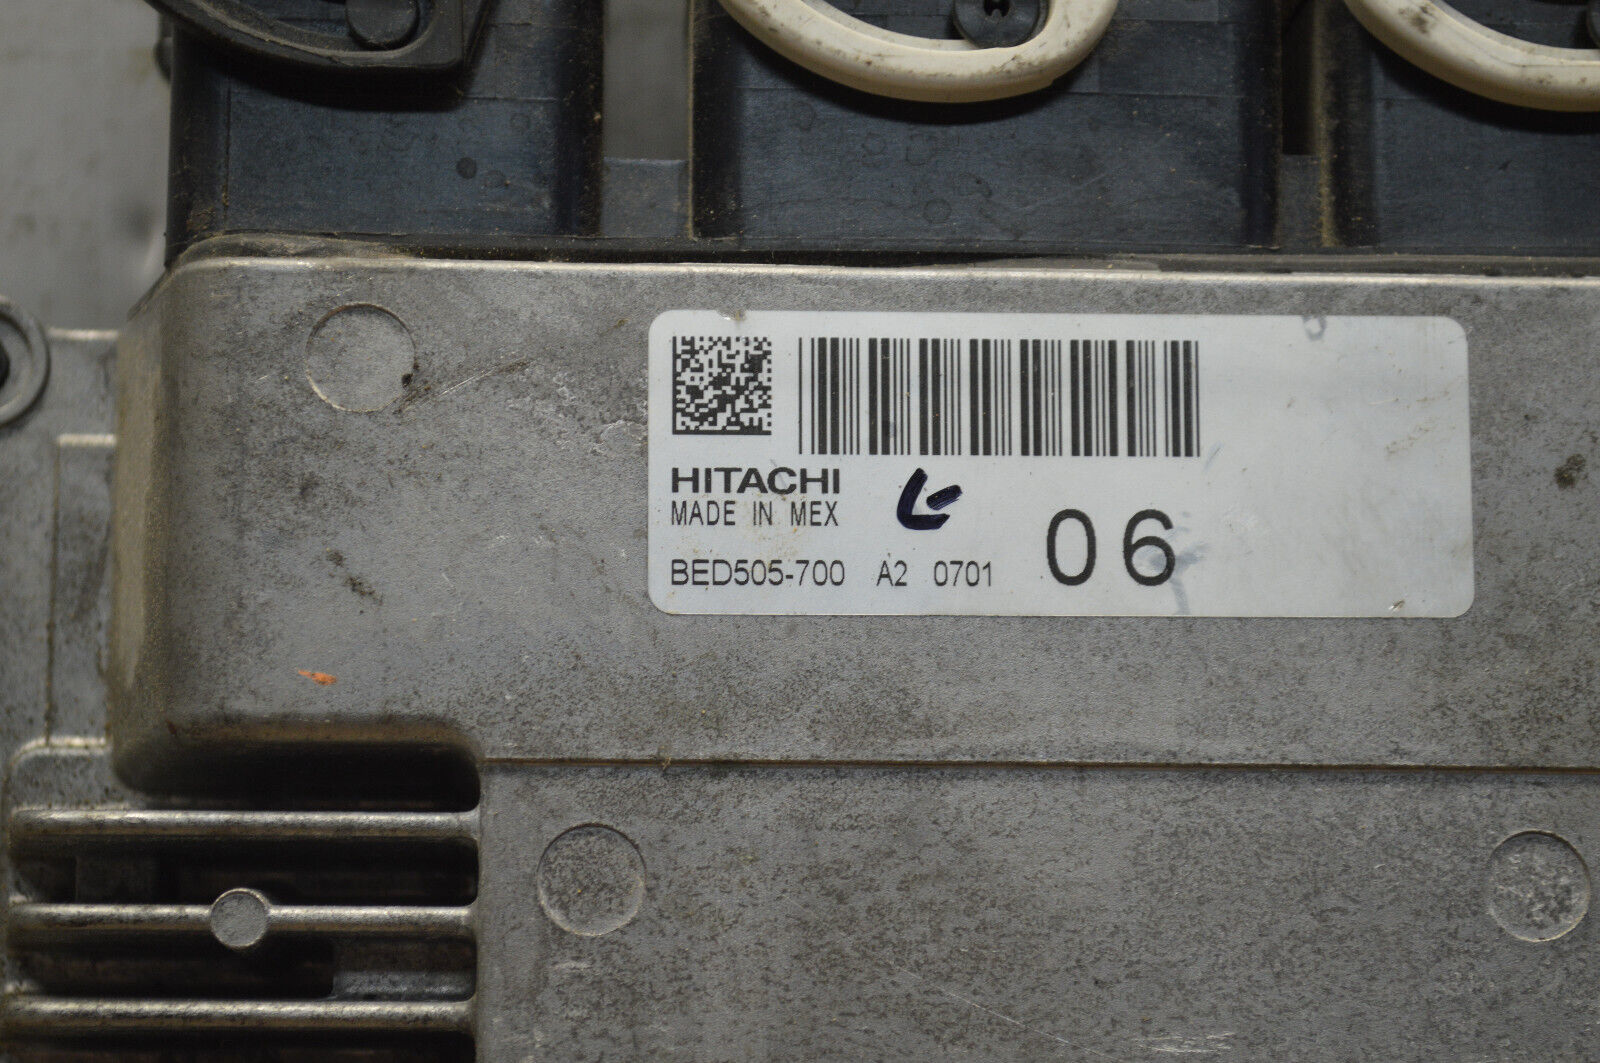 HITACHI
MADE IN MEX
BED505-700 A2 0701 06